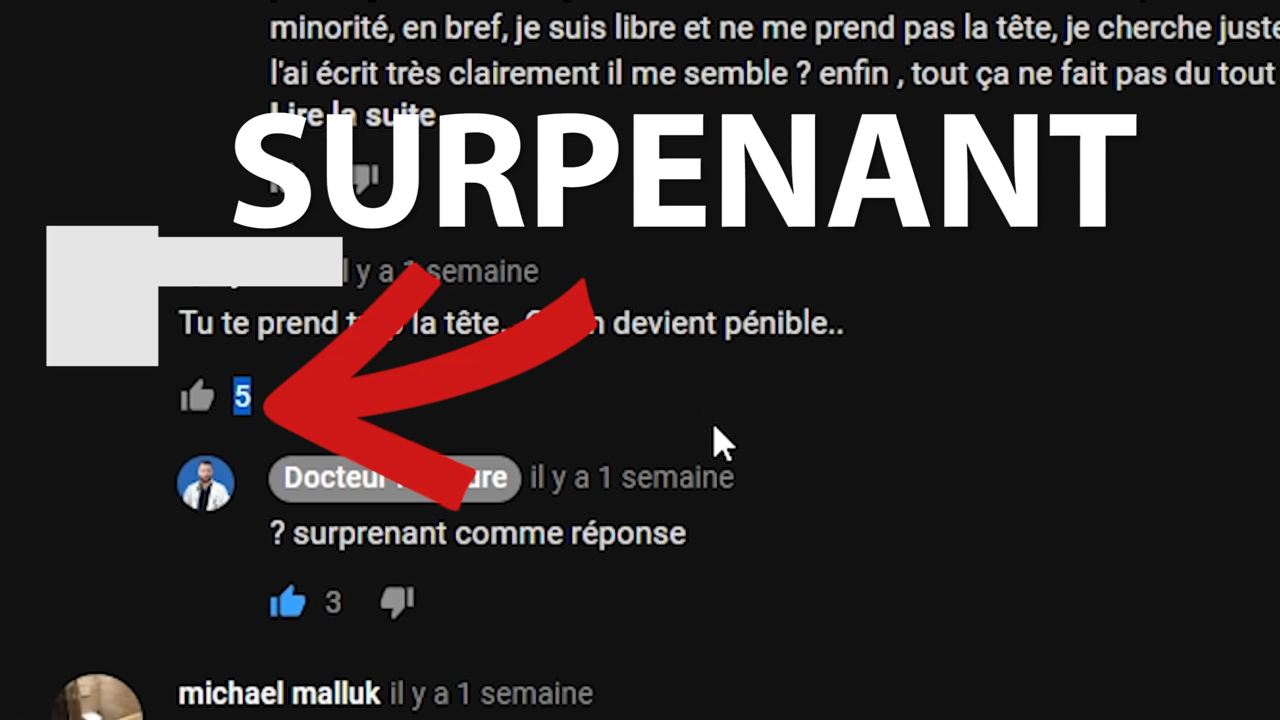 minorité, en bref, je suis libre et ne me prend pas la tête, je cherche juste
l'ai écrit très clairement il me semble ? enfin , tout ça ne fait pas du tout
Lire la suite
SURPENANT
il y a 1 semaine
Tu te prend la tête.. devient pénible..
5
Docteur il y a 1 semaine
? surprenant comme réponse
3
michael malluk il y a 1 semaine